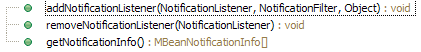 addNotificationListener(NotificationListener, NotificationFilter, Object) : void
removeNotificationListener(NotificationListener) : void
getNotificationInfo() : MBeanNotificationInfo[]